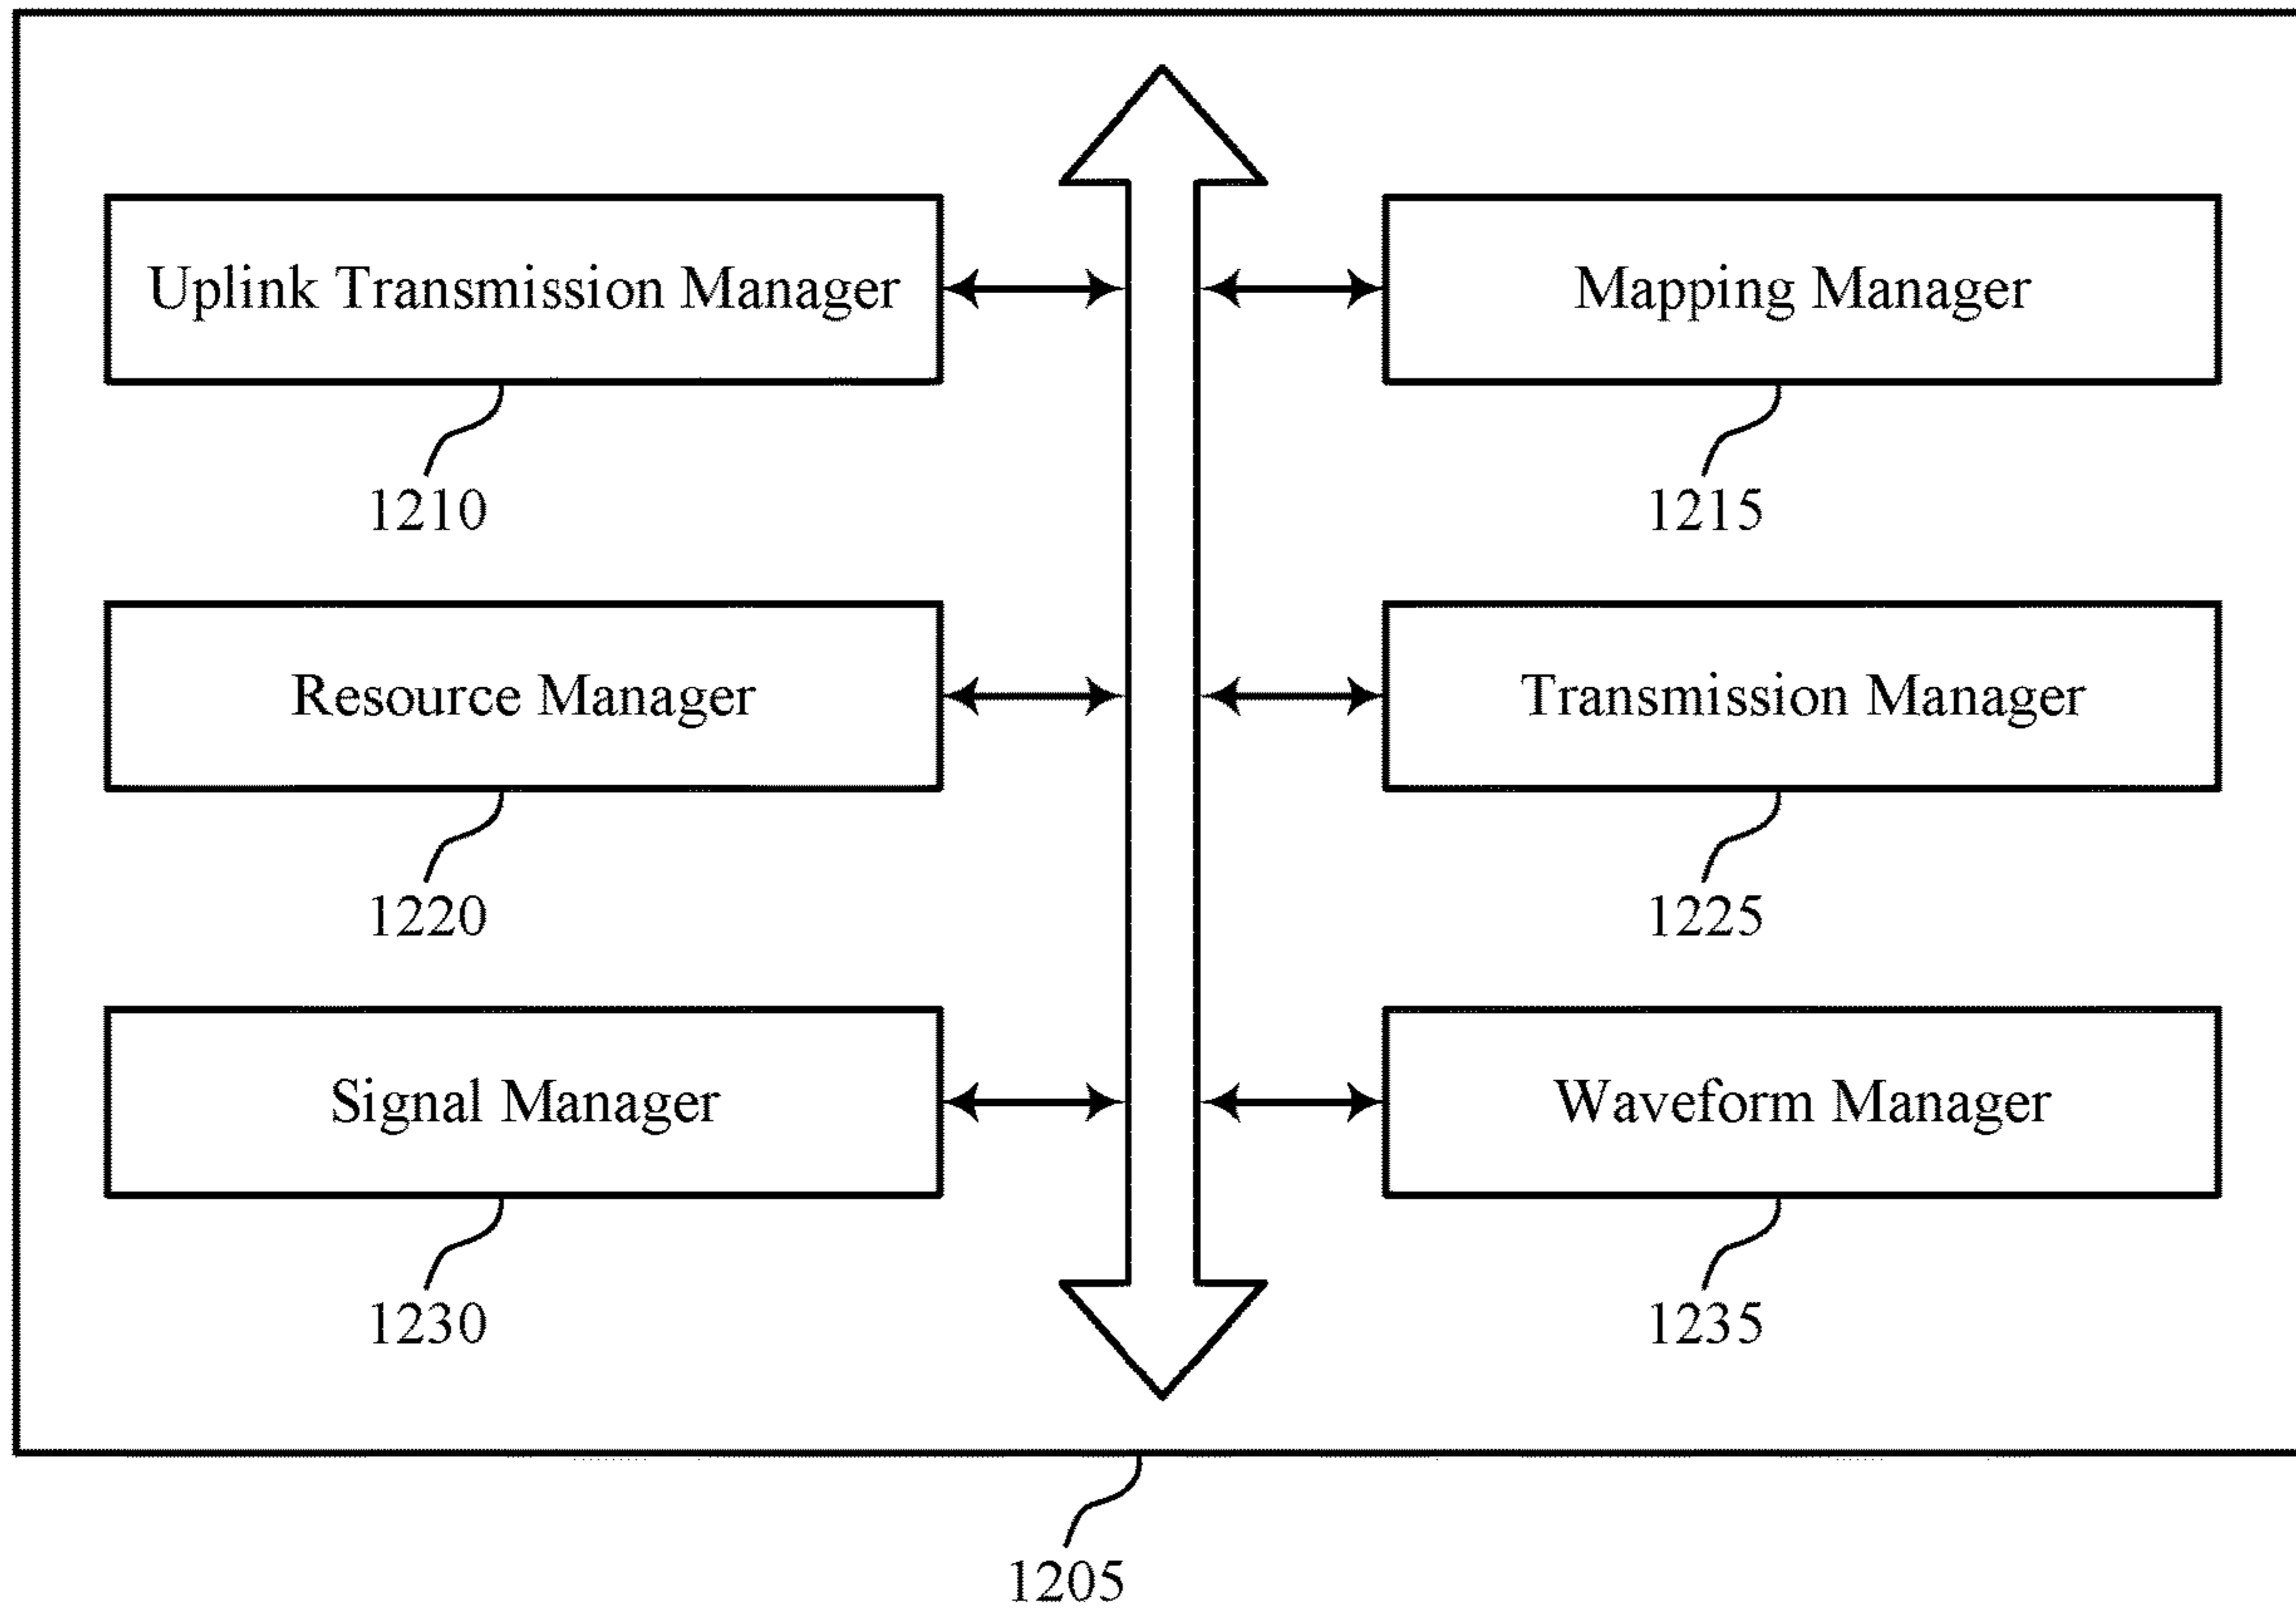 Uplink Transmission Manager
Mapping Manager
1210
1215
Resource Manager
Transmission Manager
1220
1225
Signal Manager
Waveform Manager
1230
1235
1205